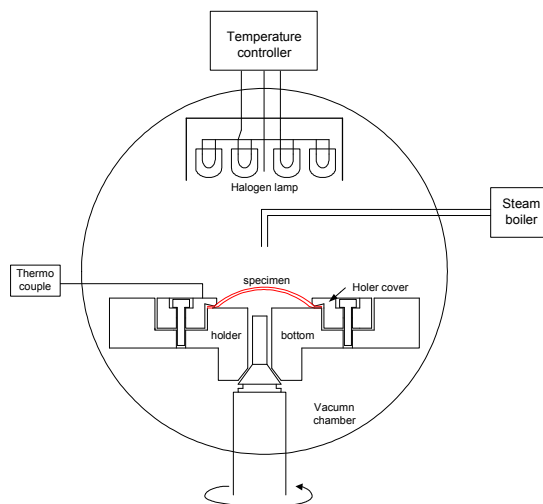 Temperature
controller
Halogen lamp
Steam
boiler
Thermo
couple
specimen
Holer cover
holder
bottom
Vacumn
chamber